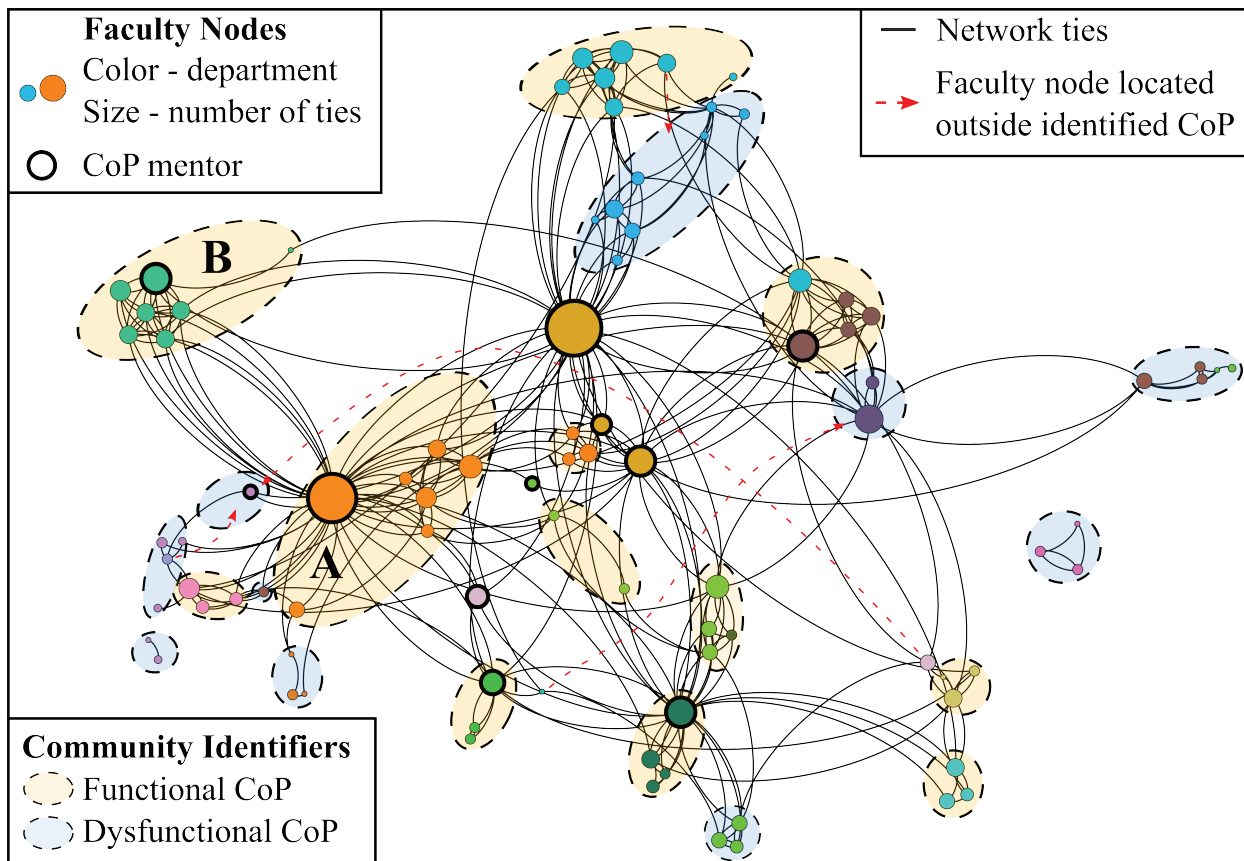 Faculty Nodes
Color - department
Size - number of ties
CoP mentor
Network ties
Faculty node located
outside identified CoP
B
A
Community Identifiers
Functional CoP
Dysfunctional CoP